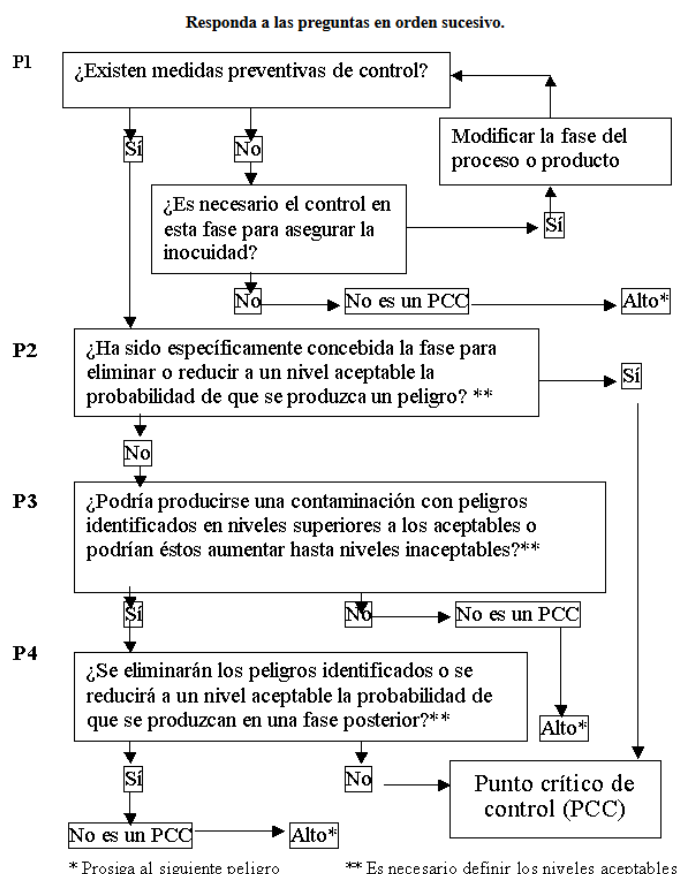 Responda a las preguntas en orden sucesivo.
P1
¿Existen medidas preventivas de control?
Sí
No
Modificar la fase del
proceso o producto
¿Es necesario el control en
esta fase para asegurar la
inocuidad?
Sí
No
No es un PCC
Alto*
P2
¿Ha sido específicamente concebida la fase para
eliminar o reducir a un nivel aceptable la
probabilidad de que se produzca un peligro? **
Sí
No
P3
¿Podría producirse una contaminación con peligros
identificados en niveles superiores a los aceptables o
podrían éstos aumentar hasta niveles inaceptables?**
Sí
No
No es un PCC
P4
¿Se eliminarán los peligros identificados o se
reducirá a un nivel aceptable la probabilidad de
que se produzcan en una fase posterior?**
Alto*
Sí
No
Punto crítico de
control (PCC)
No es un PCC
Alto*
* Prosiga al siguiente peligro
** Es necesario definir los niveles aceptables